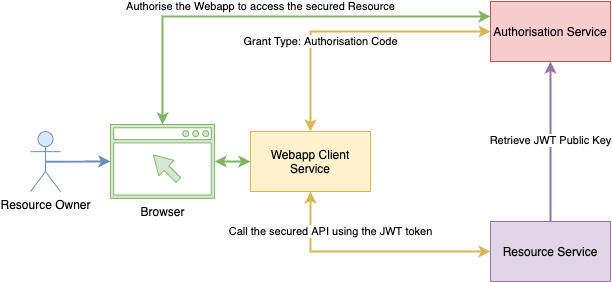 Authorise the Webapp to access the secured Resource
Authorisation Service
Grant Type: Authorisation Code
Retrieve JWT Public Key
Webapp Client
Service
Resource Owner
Browser
Call the secured API using the JWT token
Resource Service